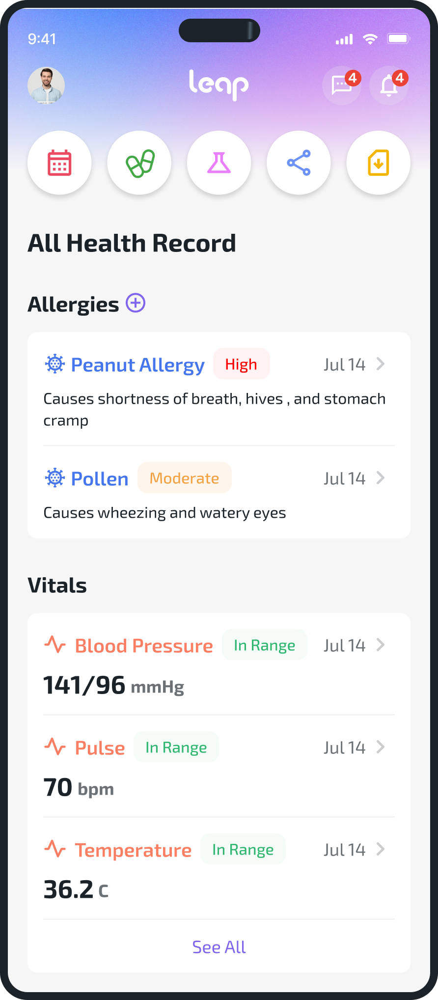 9:41
leap
4
4
All Health Record
Allergies
Peanut Allergy High Jul 14
Causes shortness of breath, hives , and stomach
cramp
Pollen Moderate Jul 14
Causes wheezing and watery eyes
Vitals
Blood Pressure In Range Jul 14
141/96 mmHg
Pulse In Range Jul 14
70 bpm
Temperature In Range Jul 14
36.2 C
See All